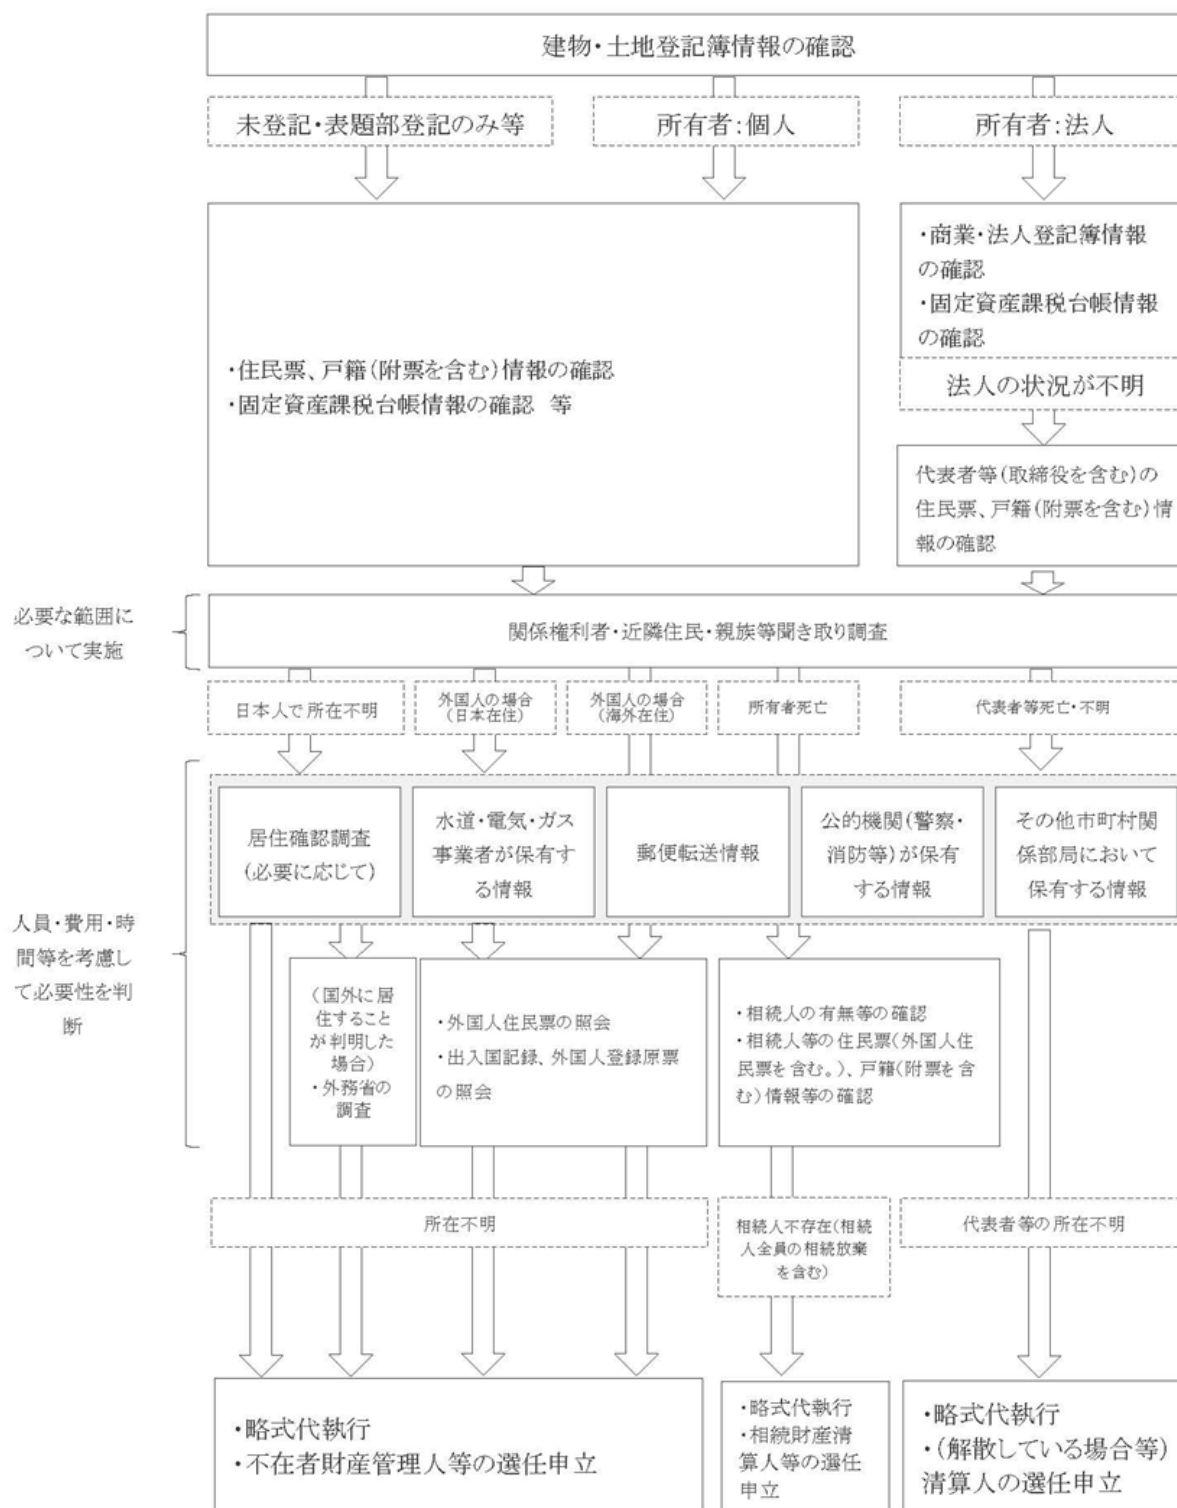 建物・土地登記簿情報の確認
未登記・表題部登記のみ等
所有者:個人
所有者:法人
・商業・法人登記簿情報
の確認
・固定資産課税台帳情報
の確認
・住民票、戸籍(附票を含む)情報の確認
・固定資産課税台帳情報の確認 等
法人の状況が不明
代表者等(取締役を含む)の
住民票、戸籍(附票を含む)情
報の確認
必要な範囲に
ついて実施
関係権利者・近隣住民・親族等聞き取り調査
日本人で所在不明
外国人の場合
(日本在住)
外国人の場合
(海外在住)
所有者死亡
代表者等死亡・不明
居住確認調査
(必要に応じて)
水道・電気・ガス
事業者が保有す
る情報
郵便転送情報
公的機関(警察・
消防等)が保有
する情報
その他市町村関
係部局において
保有する情報
人員・費用・時
間等を考慮し
て必要性を判
断
(国外に居
住すること
が判明した
場合)
・外務省の
調査
・外国人住民票の照会
・出入国記録、外国人登録原票
の照会
・相続人の有無等の確認
・相続人等の住民票(外国人住
民票を含む。)、戸籍(附票を含
む)情報等の確認
所在不明
相続人不存在(相続
人全員の相続放棄
を含む)
代表者等の所在不明
・略式代執行
・不在者財産管理人等の選任申立
・略式代執行
・相続財産清
算人等の選任
申立
・略式代執行
・(解散している場合等)
清算人の選任申立